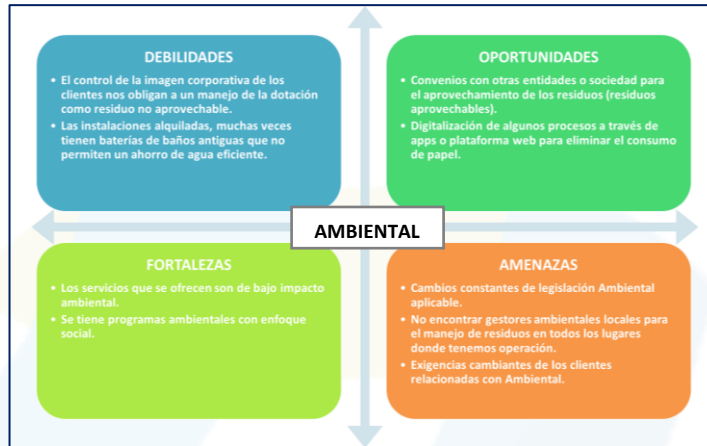 DEBILIDADES
• El control de la imagen corporativa de los
clientes nos obligan a un manejo de la dotación
como residuo no aprovechable.
• Las instalaciones alquiladas, muchas veces
tienen baterías de baños antiguas que no
permiten un ahorro de agua eficiente.
OPORTUNIDADES
• Convenios con otras entidades o sociedad para
el aprovechamiento de los residuos (residuos
aprovechables).
• Digitalización de algunos procesos a través de
apps o plataforma web para eliminar el consumo
de papel.
AMBIENTAL
FORTALEZAS
• Los servicios que se ofrecen son de bajo impacto
ambiental.
• Se tiene programas ambientales con enfoque
social.
AMENAZAS
• Cambios constantes de legislación Ambiental
aplicable.
• No encontrar gestores ambientales locales para
el manejo de residuos en todos los lugares
donde tenemos operación.
• Exigencias cambiantes de los clientes
relacionadas con Ambiental.